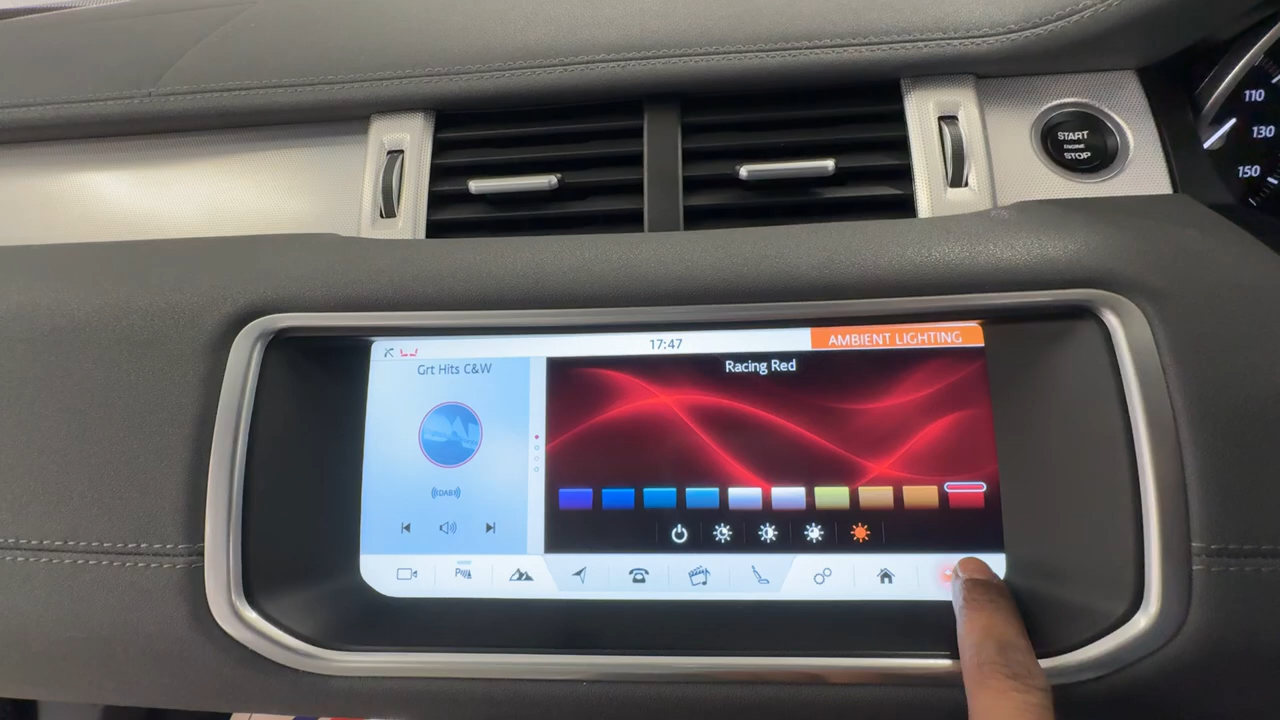 110
130
150
START
ENGINE
STOP
17:47
AMBIENT LIGHTING
Grt Hits C&W
Racing Red
DAB